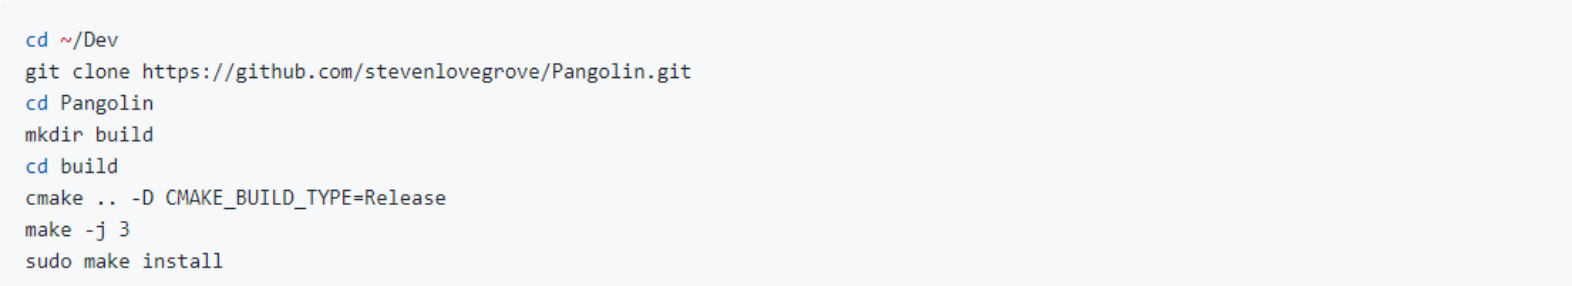 cd ~/Dev
git clone https://github.com/stevenlovegrove/Pangolin.git
cd Pangolin
mkdir build
cd build
cmake .. -D CMAKE_BUILD_TYPE=Release
make -j 3
sudo make install